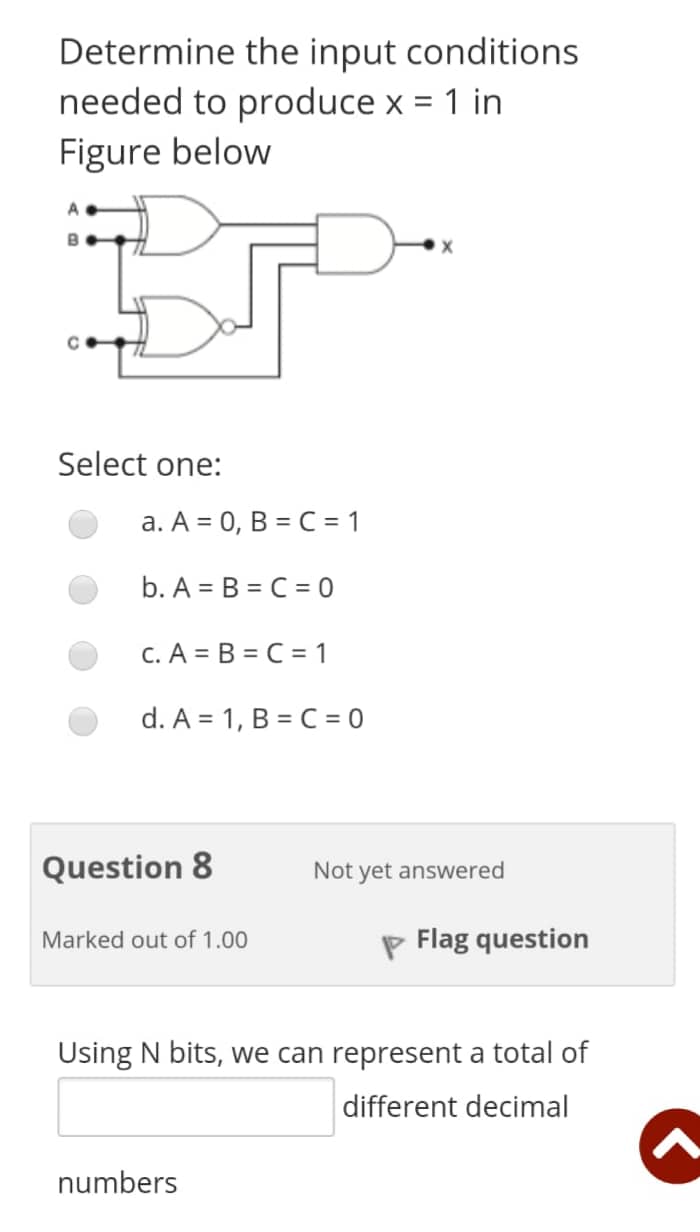 Determine the input conditions
needed to produce x = 1 in
Figure below
A
B
X
C
Select one:
a. A = 0, B = C = 1
b. A = B = C = 0
c. A = B = C = 1
d. A = 1, B = C = 0
Question 8 Not yet answered
Marked out of 1.00 Flag question
Using N bits, we can represent a total of
different decimal
numbers